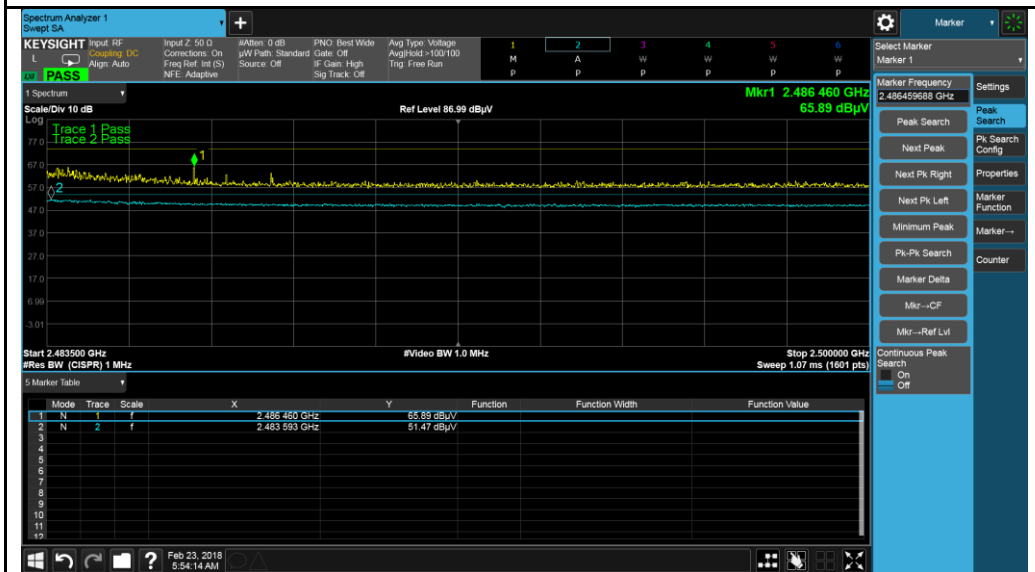 Spectrum Analyzer 1
Swept SA
+
Marker
KEYSIGHT
L
PASS
Input: RF
Coupling: DC
Align: Auto
Input Z: 50 Ω
Corrections: On
Freq Ref: Int (S)
NFE: Adaptive
#Atten: 0 dB
µW Path: Standard
Source: Off
PNO: Best Wide
Gate: Off
IF Gain: High
Sig Track: Off
Avg Type: Voltage
Avg|Hold:>100/100
Trig: Free Run
1 2 3 4 5 6
M A W W W W
P P P P P P
Select Marker
Marker 1
1 Spectrum
Scale/Div 10 dB
Ref Level 86.99 dBµV
Mkr1 2.486 460 GHz
65.89 dBµV
Log
Trace 1 Pass
Trace 2 Pass
77.0
67.0
57.0
47.0
37.0
27.0
17.0
6.99
-3.01
1
2
Start 2.483500 GHz
#Res BW (CISPR) 1 MHz
#Video BW 1.0 MHz
Stop 2.500000 GHz
Sweep 1.07 ms (1601 pts)
Marker Frequency
2.486459688 GHz
Peak Search
Next Peak
Next Pk Right
Next Pk Left
Minimum Peak
Pk-Pk Search
Marker Delta
Mkr→CF
Mkr→Ref Lvl
Continuous Peak Search
On
Off
Settings
Peak Search
Pk Search Config
Properties
Marker Function
Marker→
Counter
5 Marker Table
Mode Trace Scale X Y Function Function Width Function Value
1 N 1 f 2.486 460 GHz 65.89 dBµV
2 N 2 f 2.483 593 GHz 51.47 dBµV
3
4
5
6
7
8
9
10
11
12
?
Feb 23, 2018
5:54:14 AM